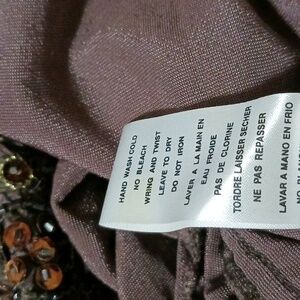 HAND WASH COLD
NO BLEACH
WRING AND TWIST
LEAVE TO DRY
DO NOT IRON
LAVER A LA MAIN EN
EAU FROIDE
PAS DE CLORINE
TORDRE LAISSER SECHER
NE PAS REPASSER
LAVAR A MANO EN FRIO